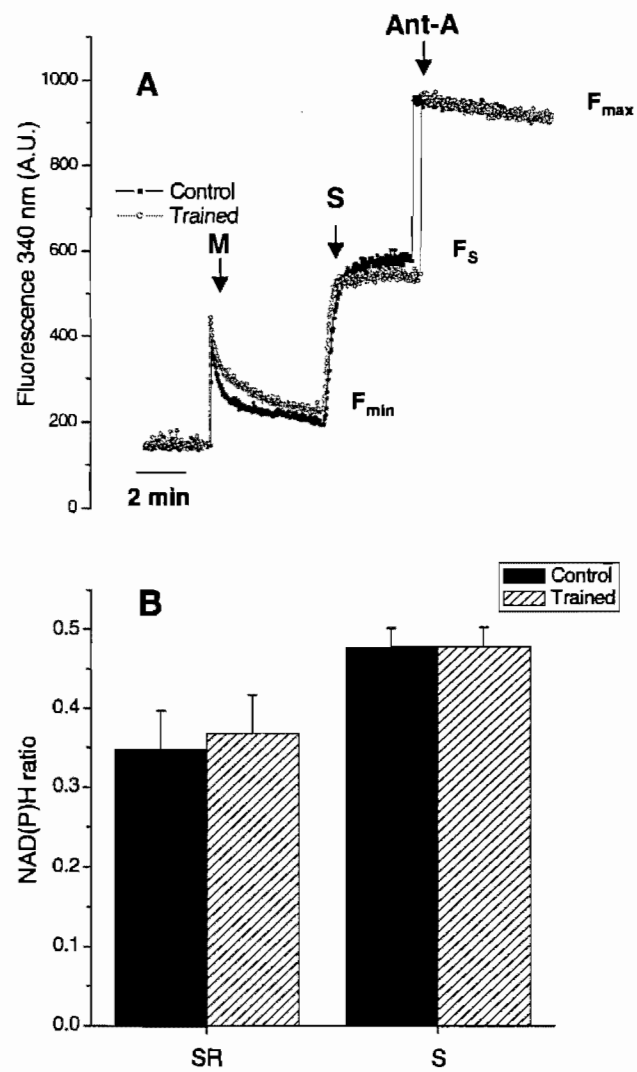 Ant-A
A
1000
800
600
400
200
0
Fluorescence 340 nm (A.U.)
Control
Trained
M
S
Fmax
FS
Fmin
2 min
B
Control
Trained
0.5
0.4
0.3
0.2
0.1
0.0
NAD(P)H ratio
SR
S